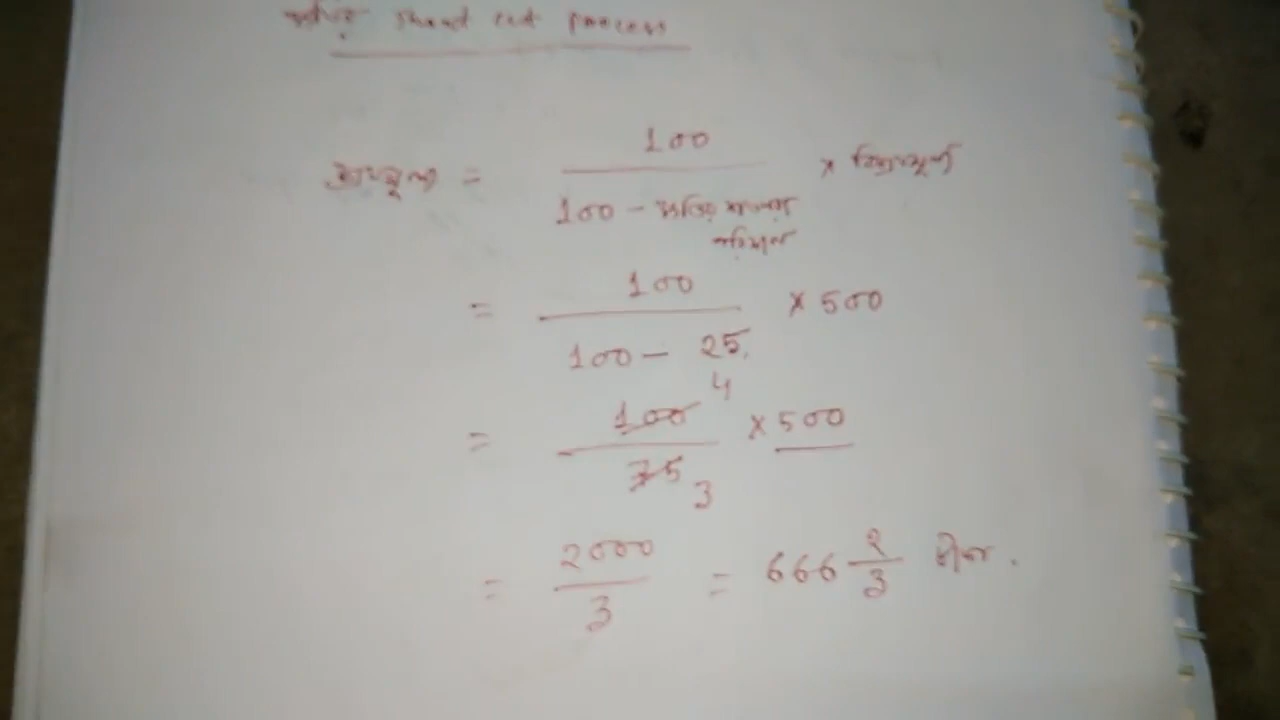 ক্ষতির short cut process
ক্রয়মূল্য = 100 / 100 - ক্ষতির শতকরা পরিমাণ × বিক্রয়মূল্য
= 100 / 100 - 25 × 500
= 100 4 / 75 3 × 500
= 2000 / 3 = 666 2/3 টাকা.